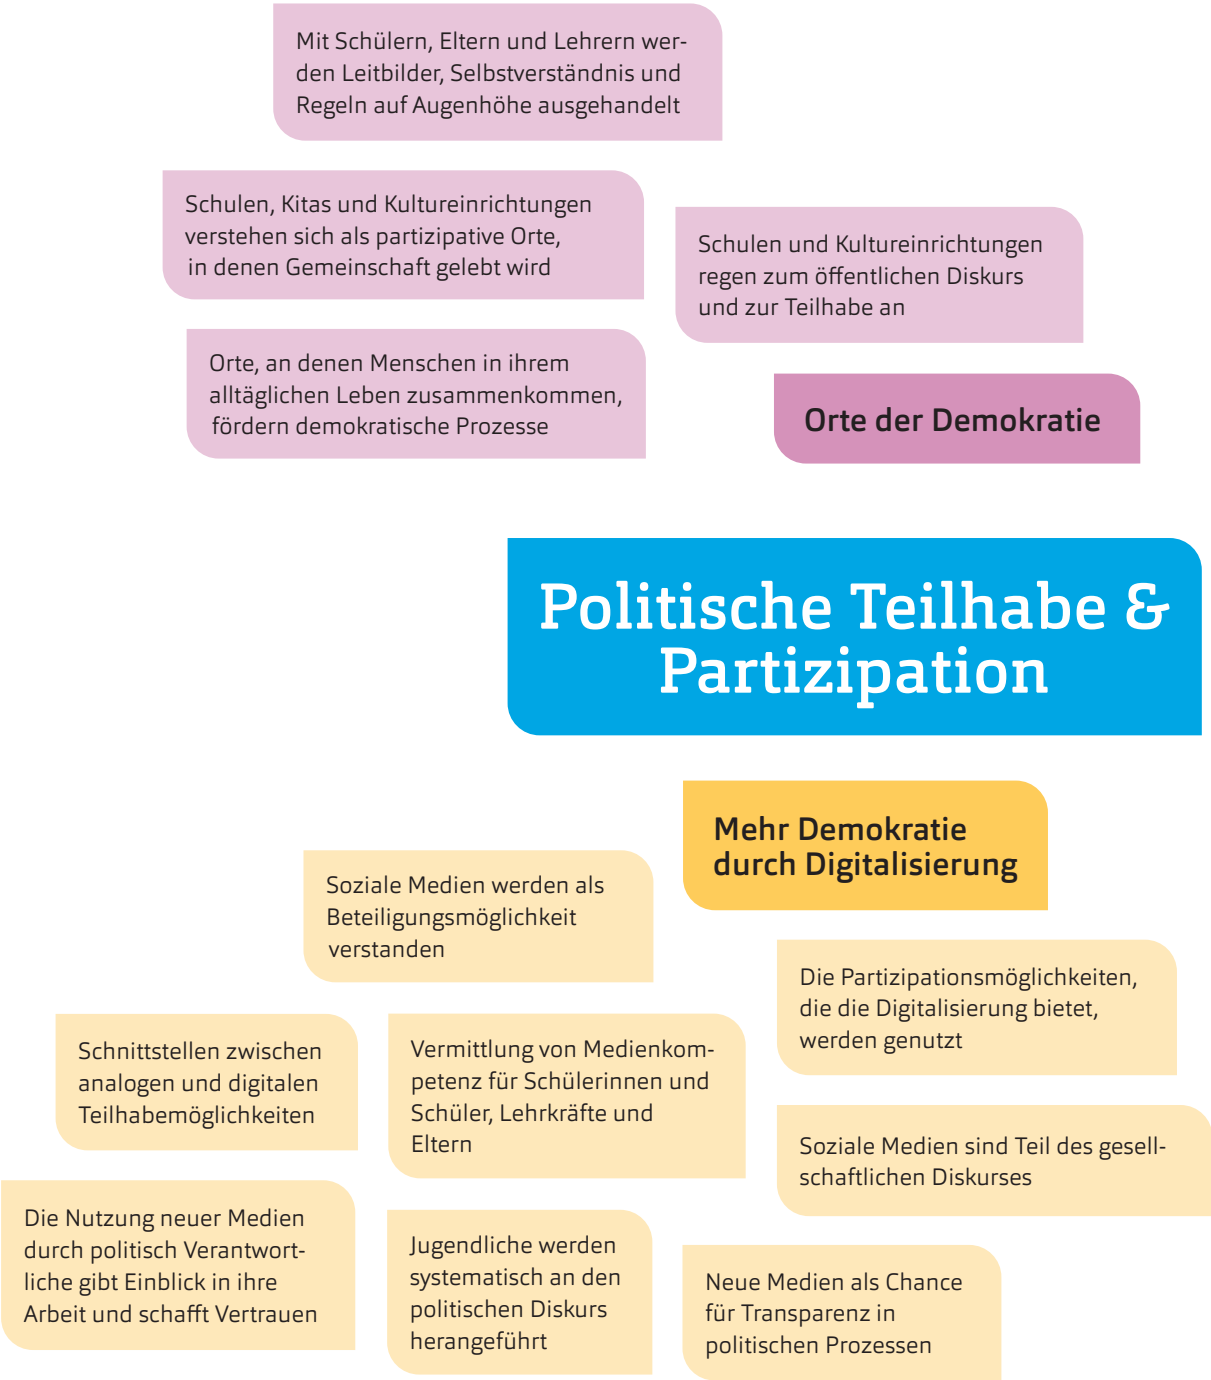 Mit Schülern, Eltern und Lehrern wer-
den Leitbilder, Selbstverständnis und
Regeln auf Augenhöhe ausgehandelt
Schulen, Kitas und Kultureinrichtungen
verstehen sich als partizipative Orte,
in denen Gemeinschaft gelebt wird
Schulen und Kultureinrichtungen
regen zum öffentlichen Diskurs
und zur Teilhabe an
Orte, an denen Menschen in ihrem
alltäglichen Leben zusammenkommen,
fördern demokratische Prozesse
Orte der Demokratie
Politische Teilhabe &
Partizipation
Mehr Demokratie
durch Digitalisierung
Soziale Medien werden als
Beteiligungsmöglichkeit
verstanden
Die Partizipationsmöglichkeiten,
die die Digitalisierung bietet,
werden genutzt
Schnittstellen zwischen
analogen und digitalen
Teilhabemöglichkeiten
Vermittlung von Medienkom-
petenz für Schülerinnen und
Schüler, Lehrkräfte und
Eltern
Soziale Medien sind Teil des gesell-
schaftlichen Diskurses
Die Nutzung neuer Medien
durch politisch Verantwort-
liche gibt Einblick in ihre
Arbeit und schafft Vertrauen
Jugendliche werden
systematisch an den
politischen Diskurs
herangeführt
Neue Medien als Chance
für Transparenz in
politischen Prozessen